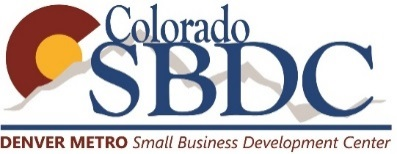 Colorado
SBDC
DENVER METRO Small Business Development Center